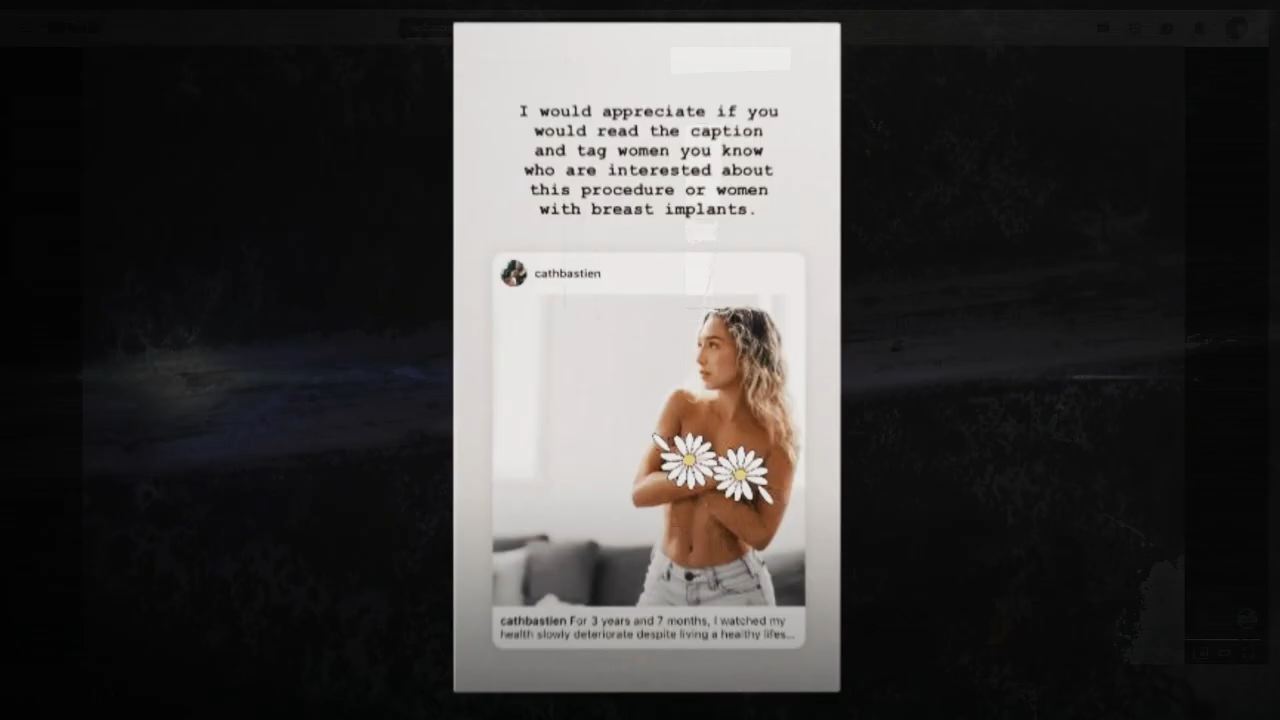 I would appreciate if you
would read the caption
and tag women you know
who are interested about
this procedure or women
with breast implants.
cathbastien
cathbastien For 3 years and 7 months, I watched my
health slowly deteriorate despite living a healthy lifes...